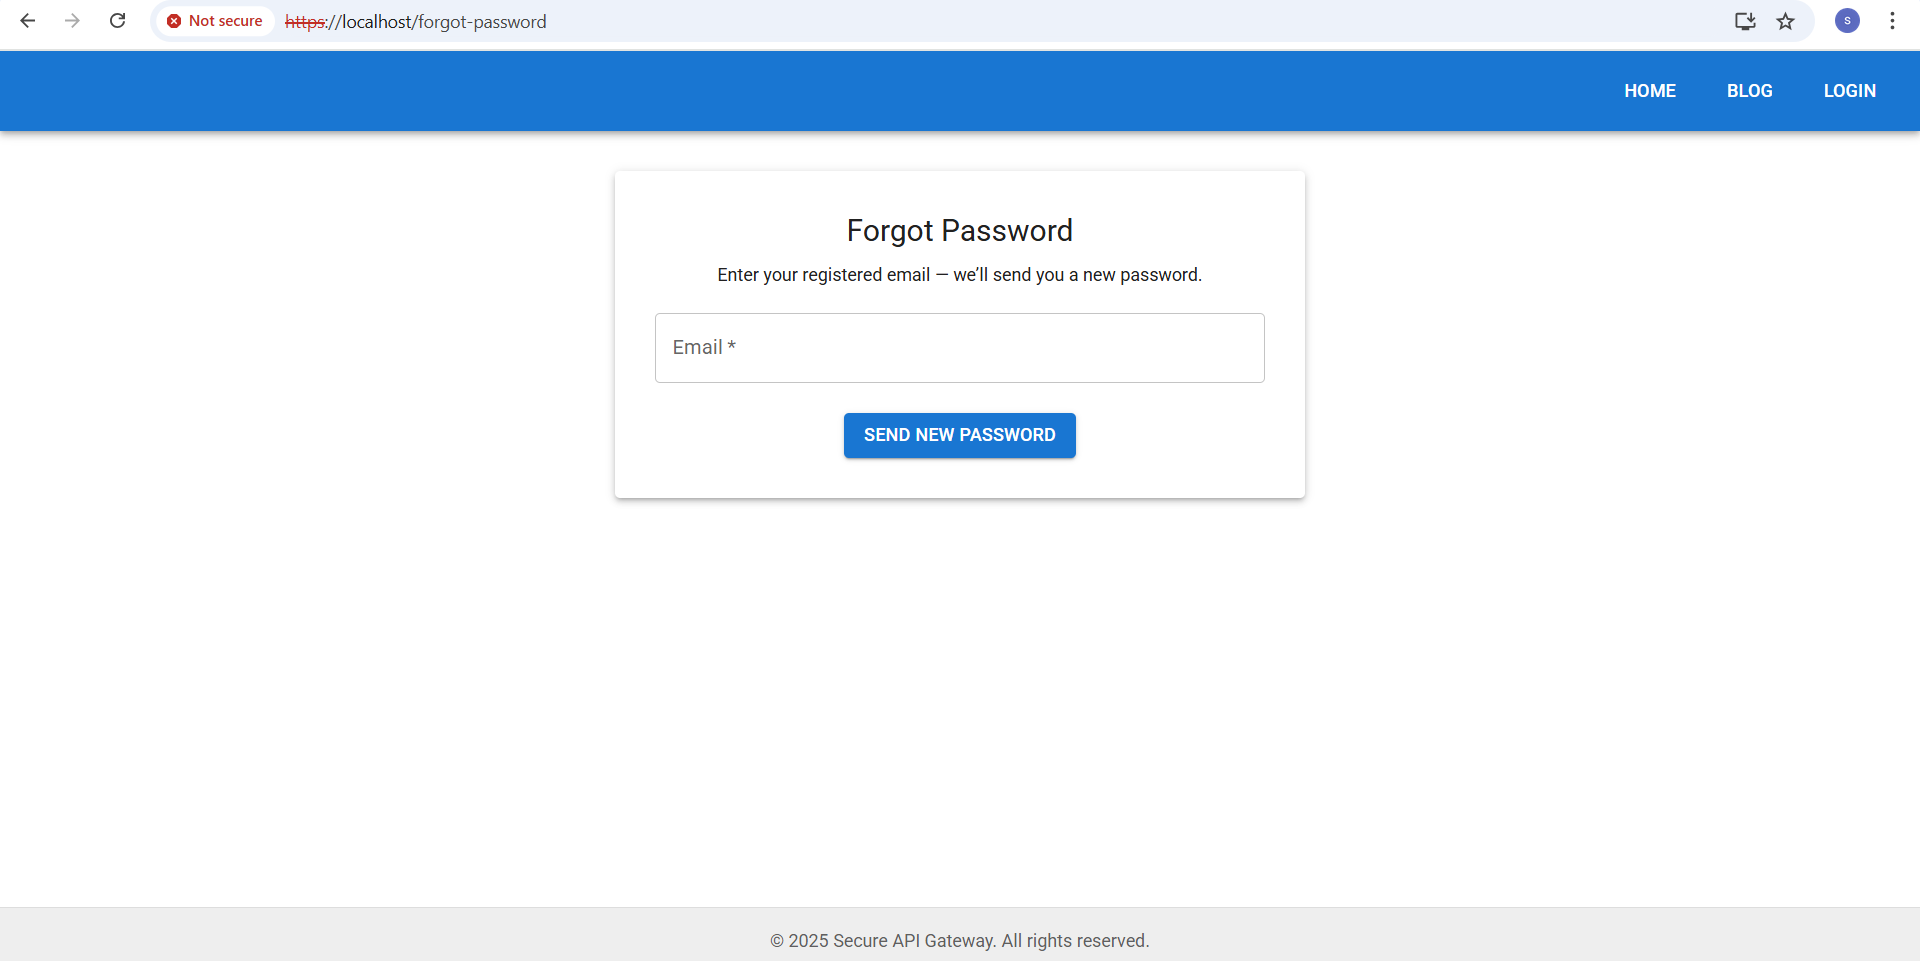 Not secure https://localhost/forgot-password S
HOME BLOG LOGIN
Forgot Password
Enter your registered email — we’ll send you a new password.
Email *
SEND NEW PASSWORD
© 2025 Secure API Gateway. All rights reserved.